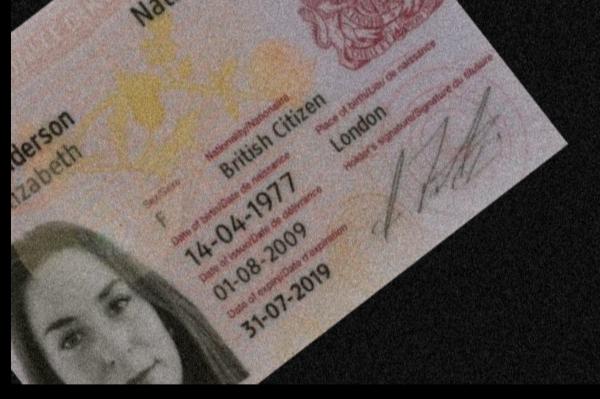 Nat
derson
izabeth
Nationality/Nationalité
British Citizen
Sex/Sexe
F
Place of birth/Lieu de naissance
London
Date of birth/Date de naissance
14-04-1977
Holder's signature/Signature du titulaire
Date of issue/Date de délivrance
01-08-2009
Date of expiry/Date d'expiration
31-07-2019